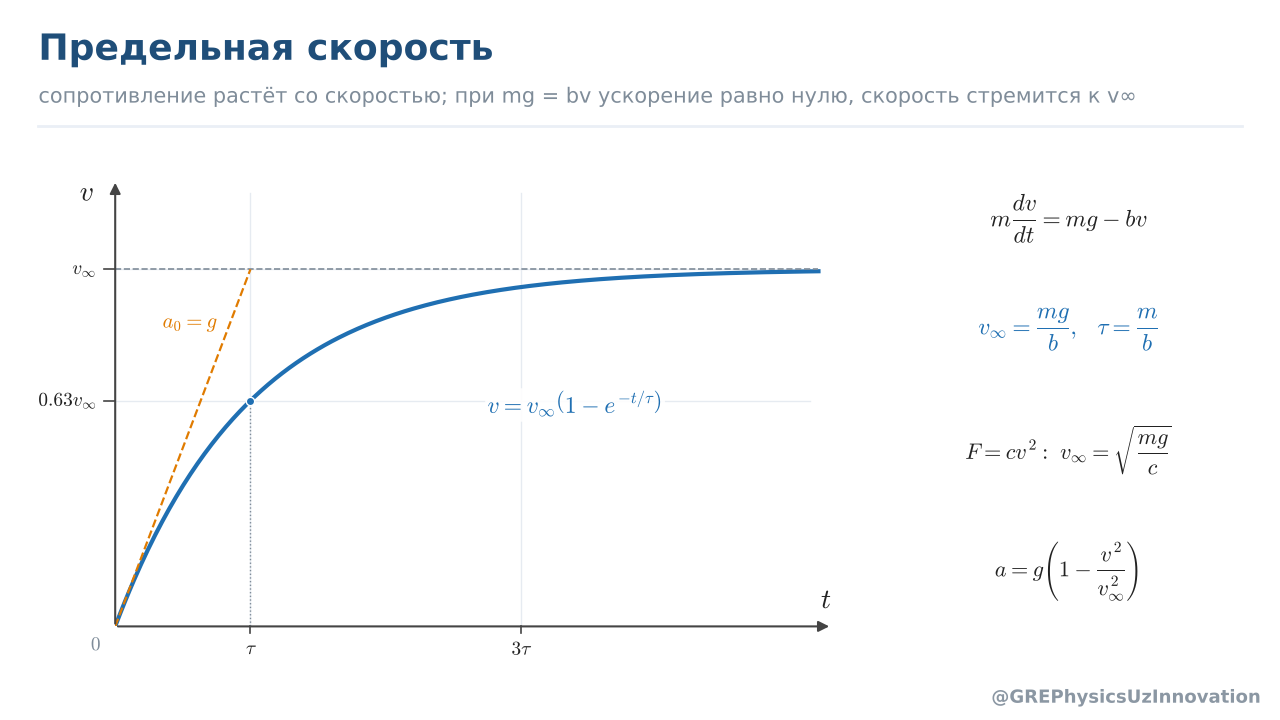 Предельная скорость
сопротивление растёт со скоростью; при mg = bv ускорение равно нулю, скорость стремится к v∞
v
v∞
a₀ = g
0.63v∞
v = v∞(1 − e^{−t/τ})
t
0
τ
3τ
m dv/dt = mg − bv
v∞ = mg/b, τ = m/b
F = cv² : v∞ = √(mg/c)
a = g(1 − v²/v∞²)
@GREPhysicsUzInnovation